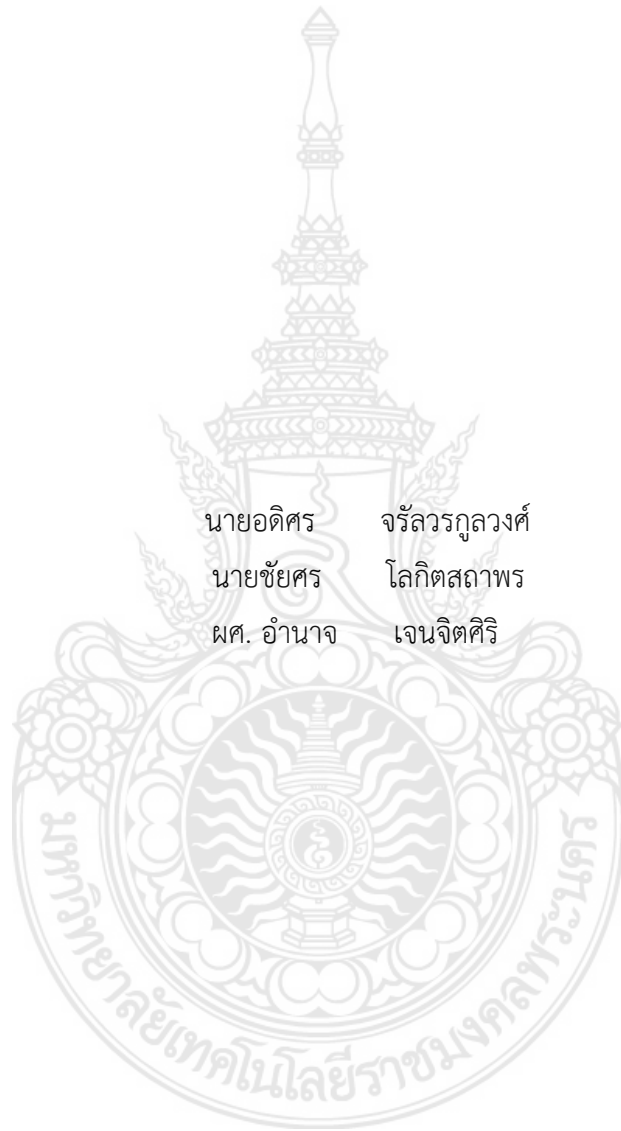 นายอดิศร จรัลวรกูลวงศ์
นายชัยศร โลกิตสถาพร
ผศ. อำนาจ เจนจิตศิริ
มหาวิทยาลัยเทคโนโลยีราชมงคลพระนคร